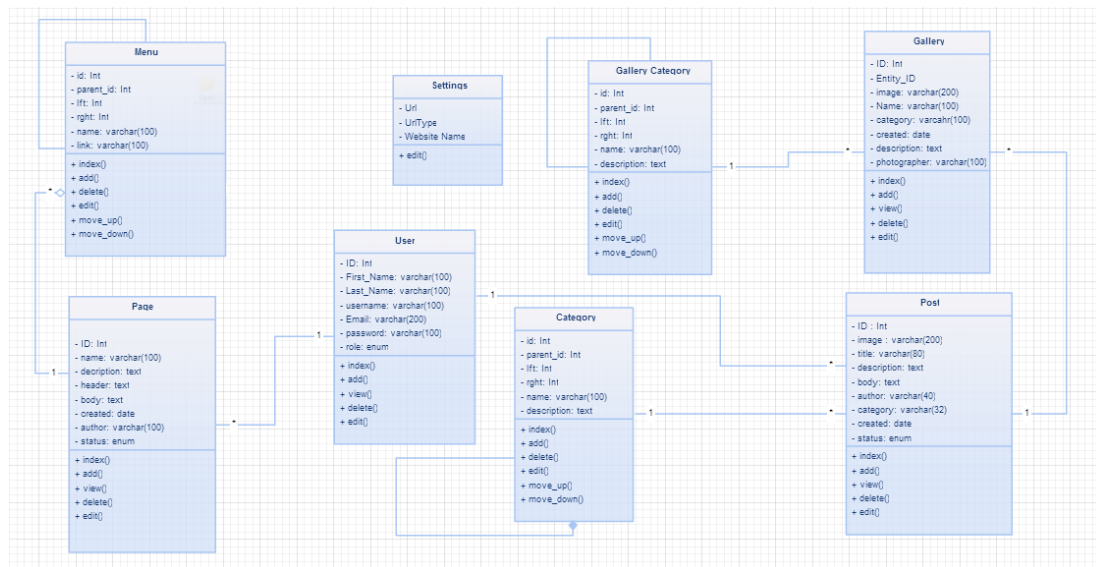 Menu
- id: Int
- parent_id: Int
- lft: Int
- rght: Int
- name: varchar(100)
- link: varchar(100)
+ index()
+ add()
+ delete()
+ edit()
+ move_up()
+ move_down()
*
1
Settings
- Url
- UrlType
- Website Name
+ edit()
Gallery Category
- id: Int
- parent_id: Int
- lft: Int
- rght: Int
- name: varchar(100)
- description: text
+ index()
+ add()
+ delete()
+ edit()
+ move_up()
+ move_down()
1
*
Gallery
- ID: Int
- Entity_ID
- image: varchar(200)
- Name: varchar(100)
- category: varcahr(100)
- created: date
- description: text
- photographer: varchar(100)
+ index()
+ add()
+ view()
+ delete()
+ edit()
*
1
Page
- ID: Int
- name: varchar(100)
- decription: text
- header: text
- body: text
- created: date
- author: varchar(100)
- status: enum
+ index()
+ add()
+ view()
+ delete()
+ edit()
*
1
User
- ID: Int
- First_Name: varchar(100)
- Last_Name: varchar(100)
- username: varchar(100)
- Email: varchar(200)
- password: varchar(100)
- role: enum
+ index()
+ add()
+ view()
+ delete()
+ edit()
1
*
Category
- id: Int
- parent_id: Int
- lft: Int
- rght: Int
- name: varchar(100)
- description: text
+ index()
+ add()
+ delete()
+ edit()
+ move_up()
+ move_down()
1
*
Post
- ID : Int
- image : varchar(200)
- title: varchar(80)
- description: text
- body: text
- author: varchar(40)
- category: varchar(32)
- created: date
- status: enum
+ index()
+ add()
+ view()
+ delete()
+ edit()